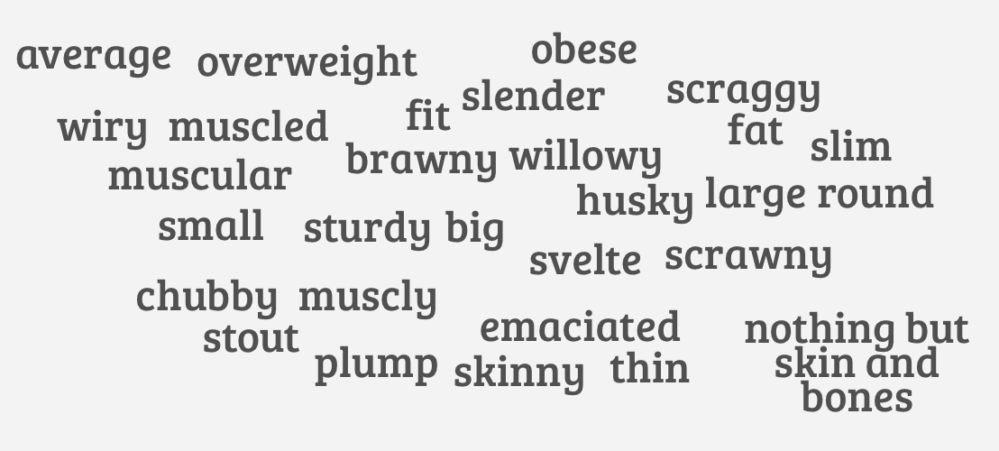 average overweight obese
slender scraggy
wiry muscled fit fat slim
muscular brawny willowy
husky large round
small sturdy big
svelte scrawny
chubby muscly
stout emaciated nothing but
plump skinny thin skin and
bones